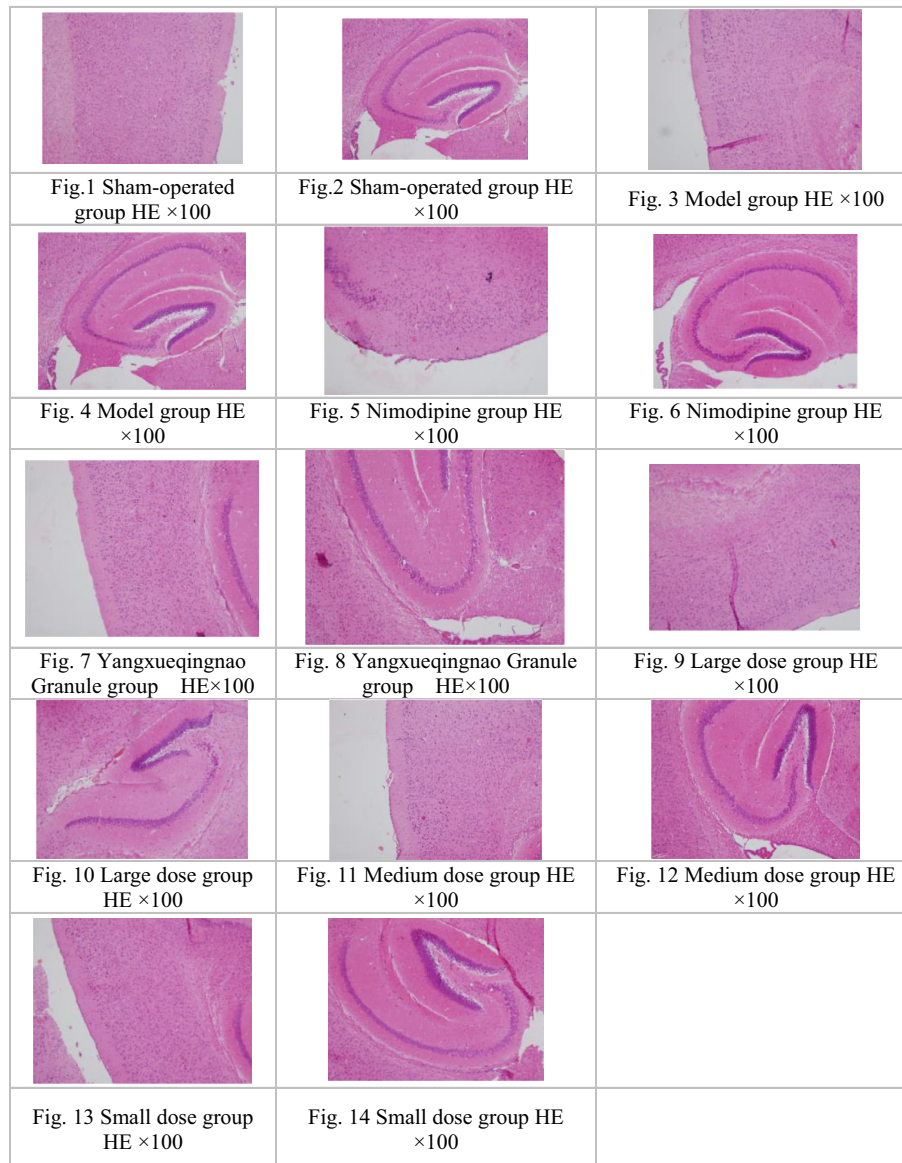 Fig.1 Sham-operated
group HE ×100
Fig.2 Sham-operated group HE
×100
Fig. 3 Model group HE ×100
Fig. 4 Model group HE
×100
Fig. 5 Nimodipine group HE
×100
Fig. 6 Nimodipine group HE
×100
Fig. 7 Yangxueqingnao
Granule group HE×100
Fig. 8 Yangxueqingnao Granule
group HE×100
Fig. 9 Large dose group HE
×100
Fig. 10 Large dose group
HE ×100
Fig. 11 Medium dose group HE
×100
Fig. 12 Medium dose group HE
×100
Fig. 13 Small dose group
HE ×100
Fig. 14 Small dose group HE
×100